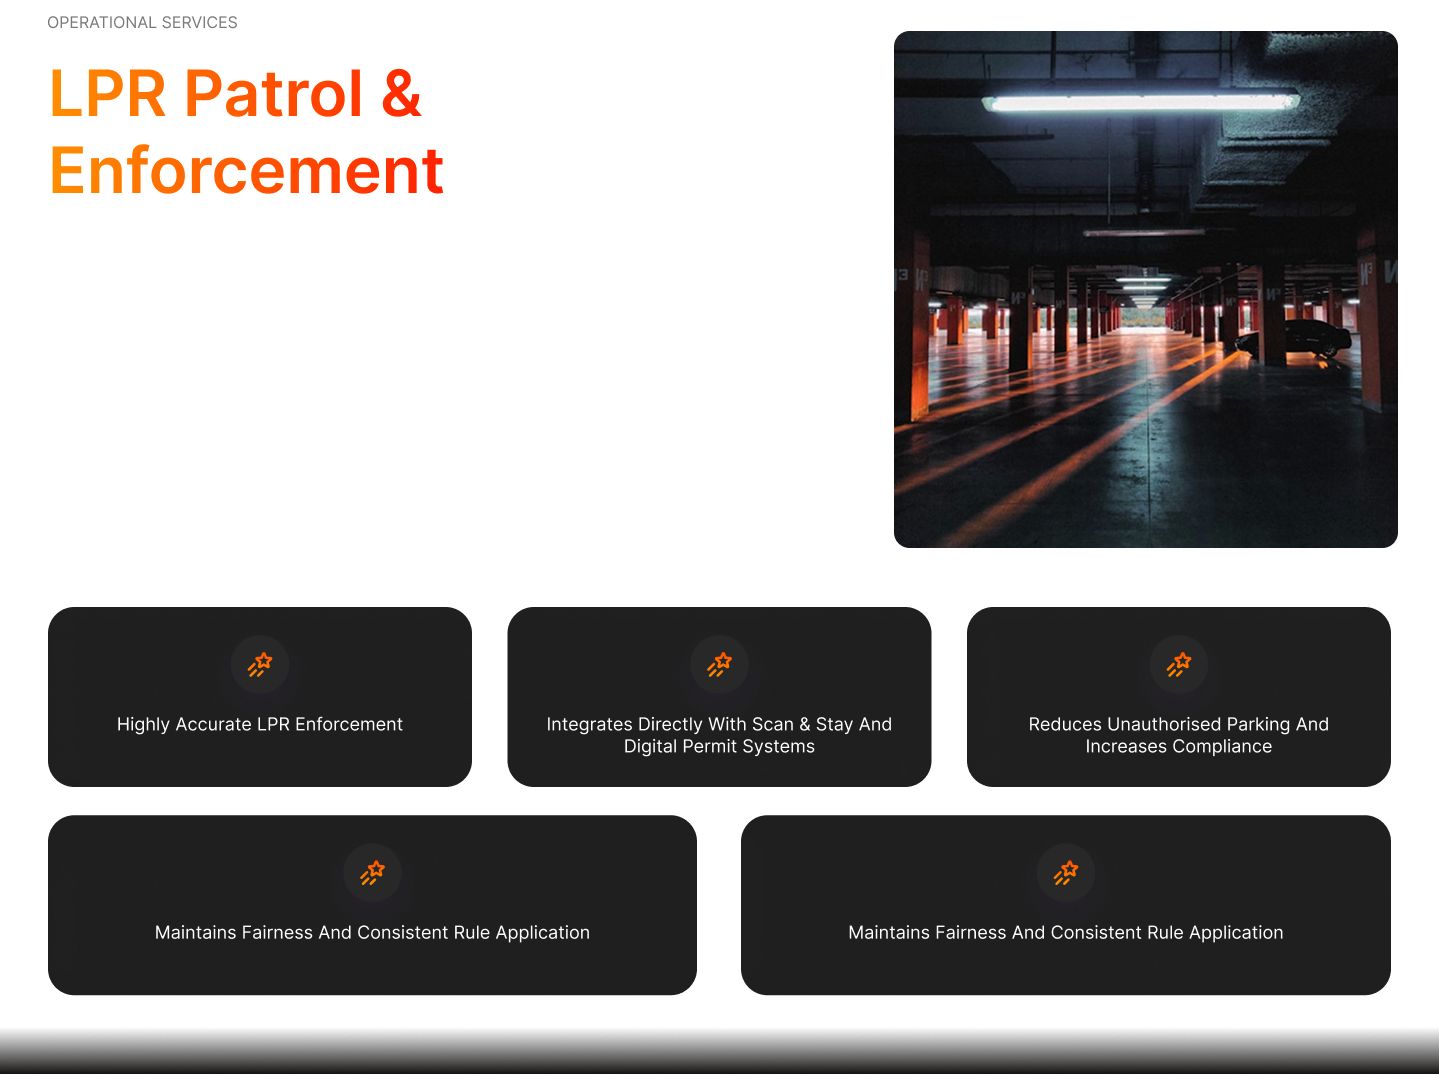 OPERATIONAL SERVICES
LPR Patrol &
Enforcement
Highly Accurate LPR Enforcement
Integrates Directly With Scan & Stay And
Digital Permit Systems
Reduces Unauthorised Parking And
Increases Compliance
Maintains Fairness And Consistent Rule Application
Maintains Fairness And Consistent Rule Application